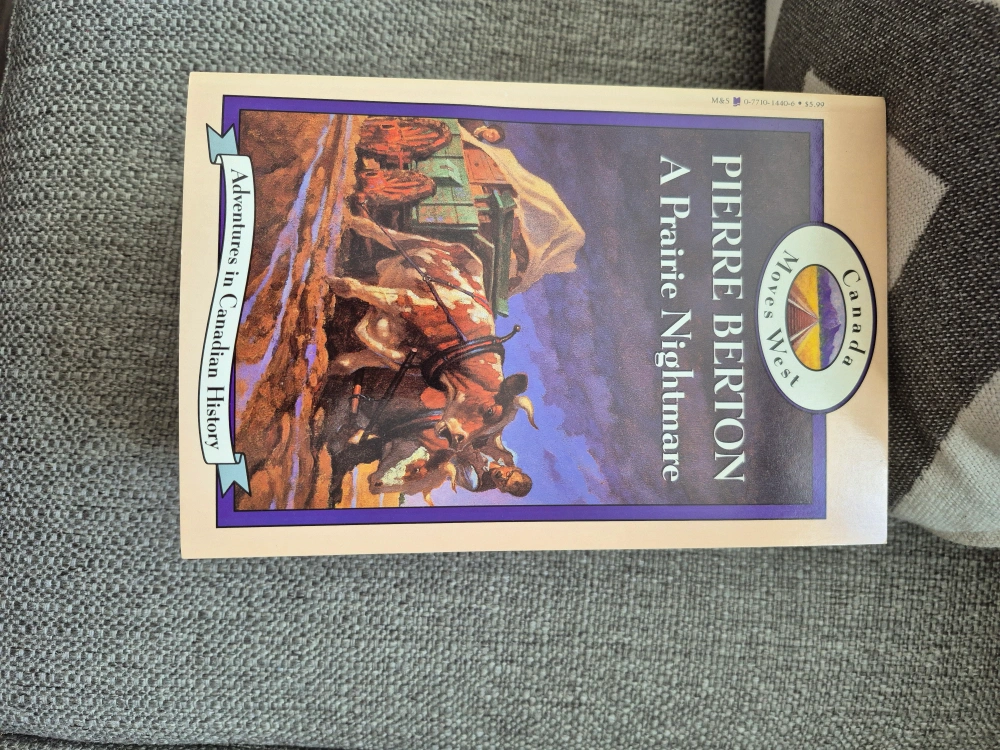 M&S 0-7710-1440-6 • $5.99
Canada
Moves West
PIERRE BERTON
A Prairie Nightmare
Adventures in Canadian History